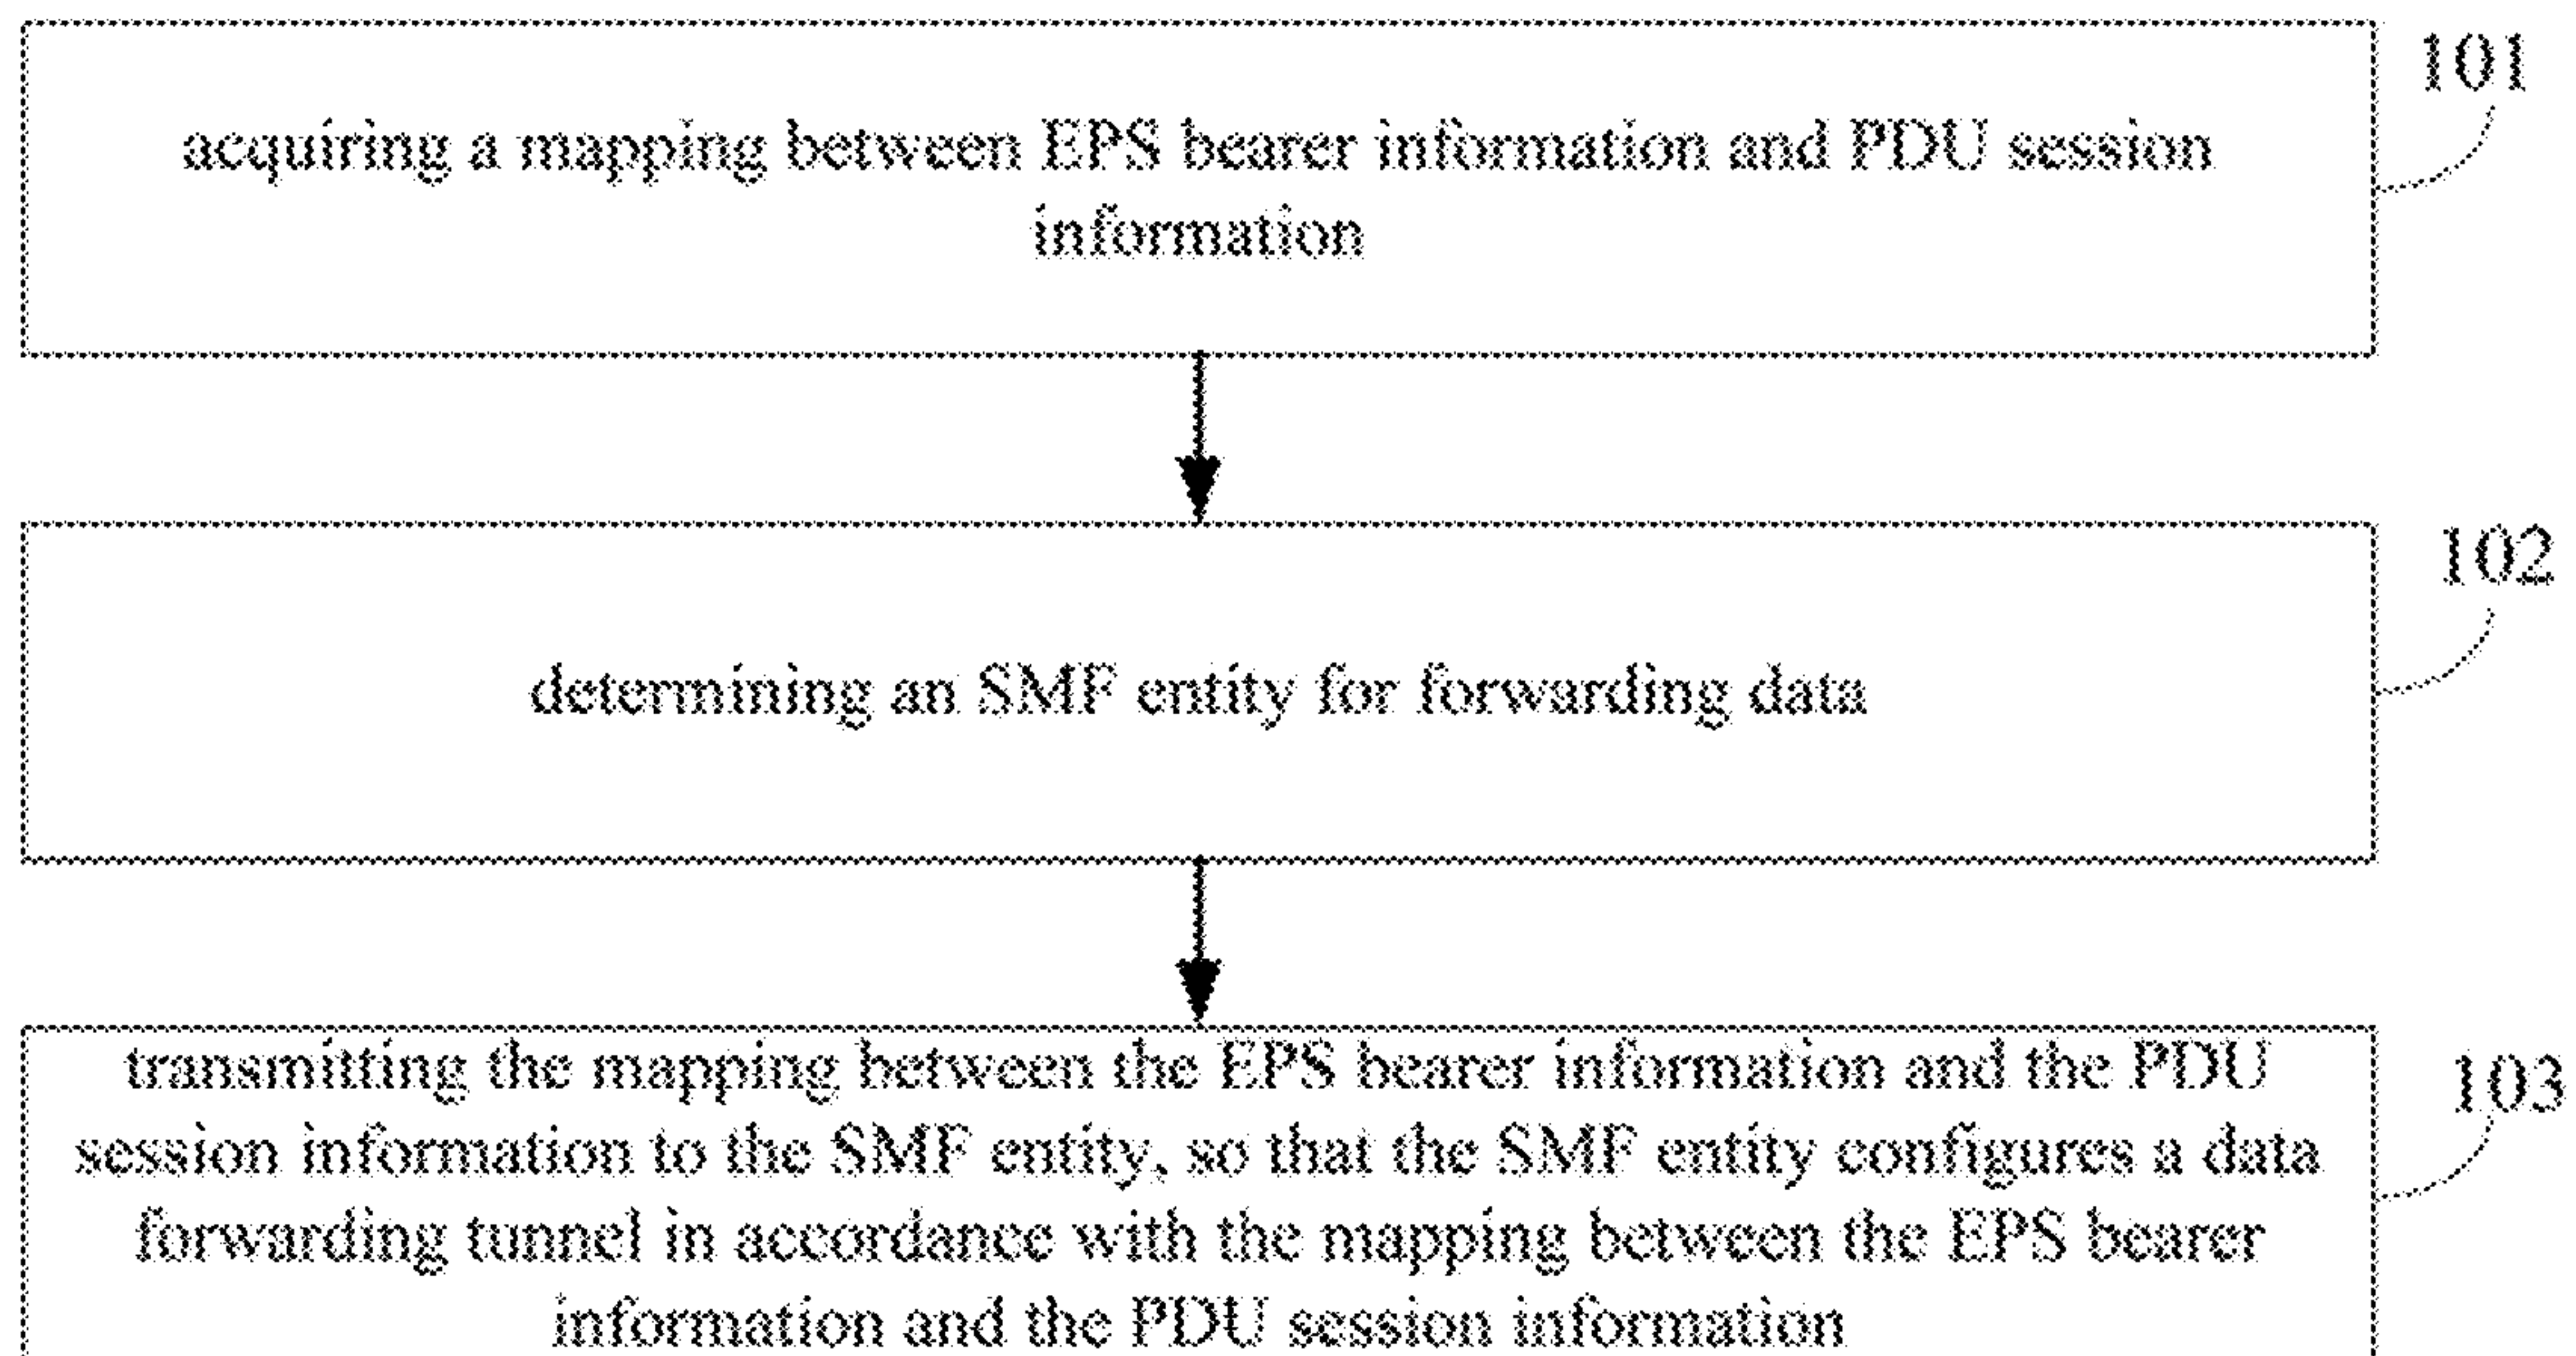 101
acquiring a mapping between EPS bearer information and PDU session
information
102
determining an SMF entity for forwarding data
103
transmitting the mapping between the EPS bearer information and the PDU
session information to the SMF entity, so that the SMF entity configures a data
forwarding tunnel in accordance with the mapping between the EPS bearer
information and the PDU session information